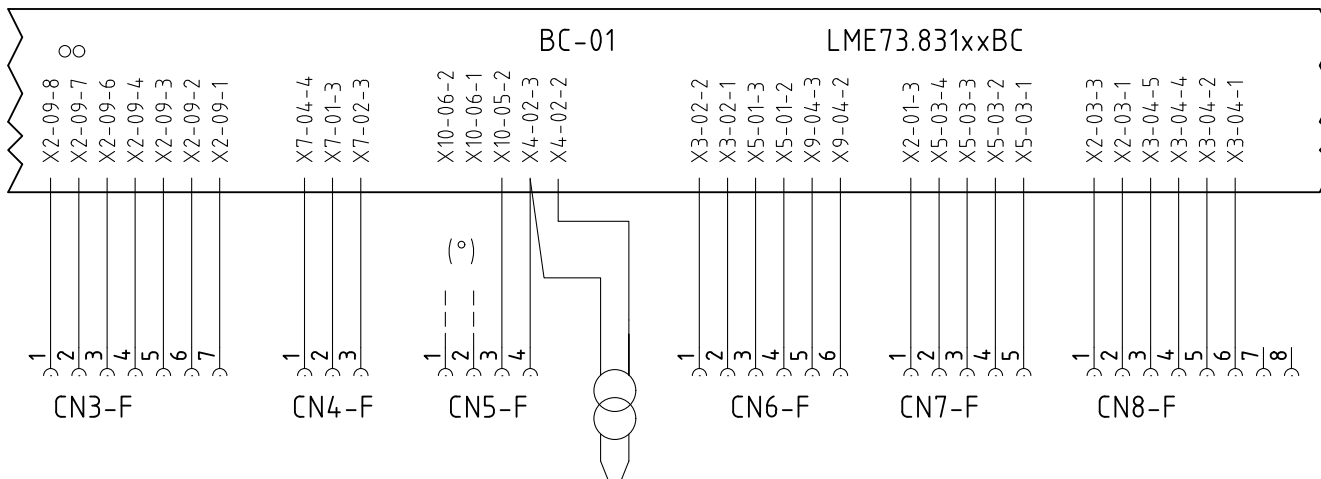 BC-01 LME73.831xxBC
X2-09-8
X2-09-7
X2-09-6
X2-09-4
X2-09-3
X2-09-2
X2-09-1
X7-04-4
X7-01-3
X7-02-3
X10-06-2
X10-06-1
X10-05-2
X4-02-3
X4-02-2
X3-02-2
X3-02-1
X5-01-3
X5-01-2
X9-04-3
X9-04-2
X2-01-3
X5-03-4
X5-03-3
X5-03-2
X5-03-1
X2-03-3
X2-03-1
X3-04-5
X3-04-4
X3-04-2
X3-04-1
(°)
1 2 3 4 5 6 7
1 2 3
1 2 3 4
1 2 3 4 5 6
1 2 3 4 5
1 2 3 4 5 6 7 8
CN3-F
CN4-F
CN5-F
CN6-F
CN7-F
CN8-F